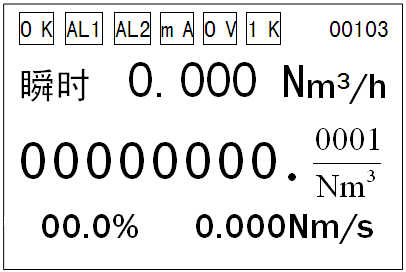 0 K AL1 AL2 m A 0 V 1 K 00103
瞬时 0.000 Nm³/h
00000000. 0001
Nm³
00.0% 0.000Nm/s